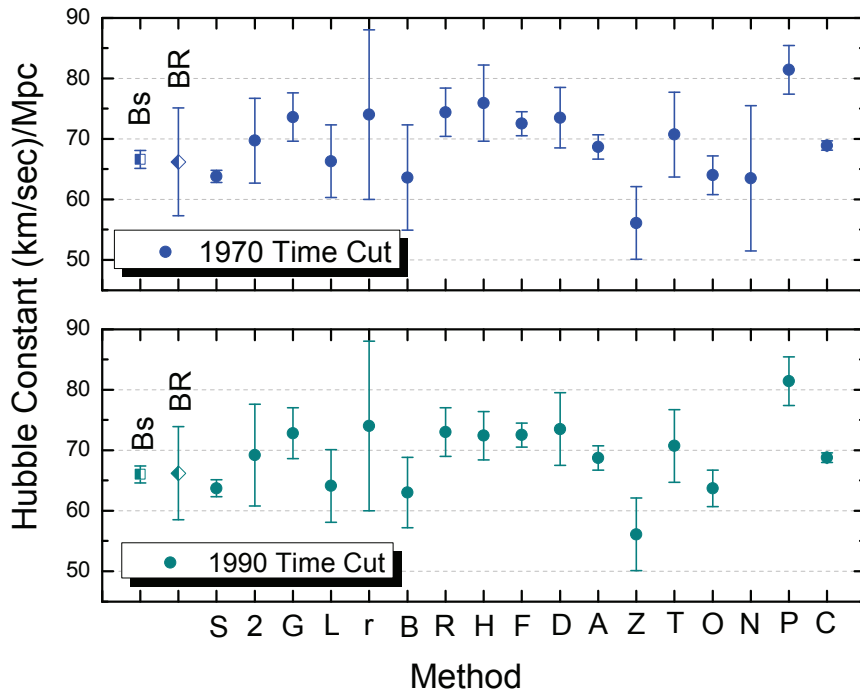 Hubble Constant (km/sec)/Mpc
90
80
70
60
50
Bs
BR
1970 Time Cut
90
80
70
60
50
Bs
BR
1990 Time Cut
S 2 G L r B R H F D A Z T O N P C
Method